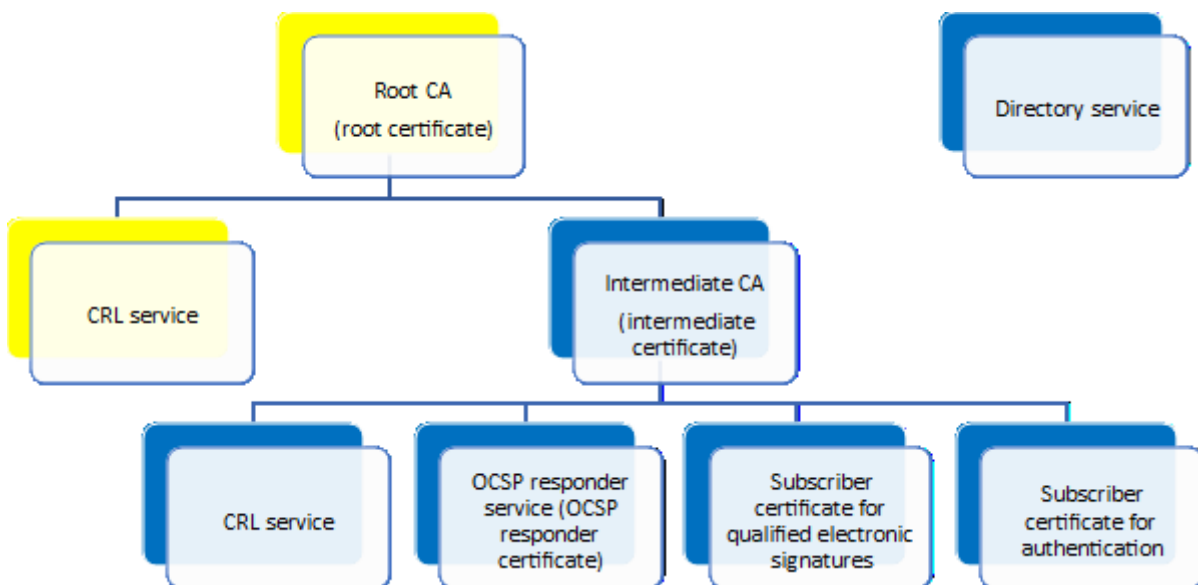 Root CA
(root certificate)
Directory service
CRL service
Intermediate CA
(intermediate
certificate)
CRL service
OCSP responder
service (OCSP
responder
certificate)
Subscriber
certificate for
qualified electronic
signatures
Subscriber
certificate for
authentication